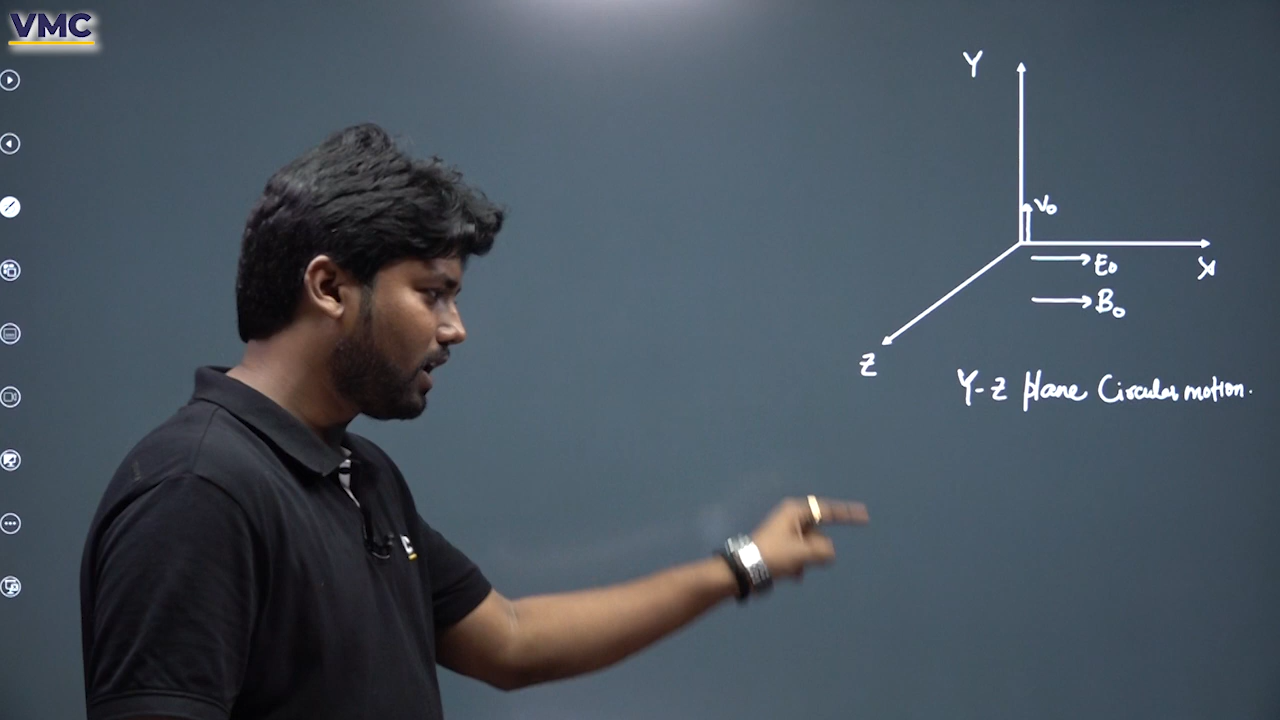 VMC
Y
V₀
E₀
X
B₀
Z
Y-Z plane Circular motion.